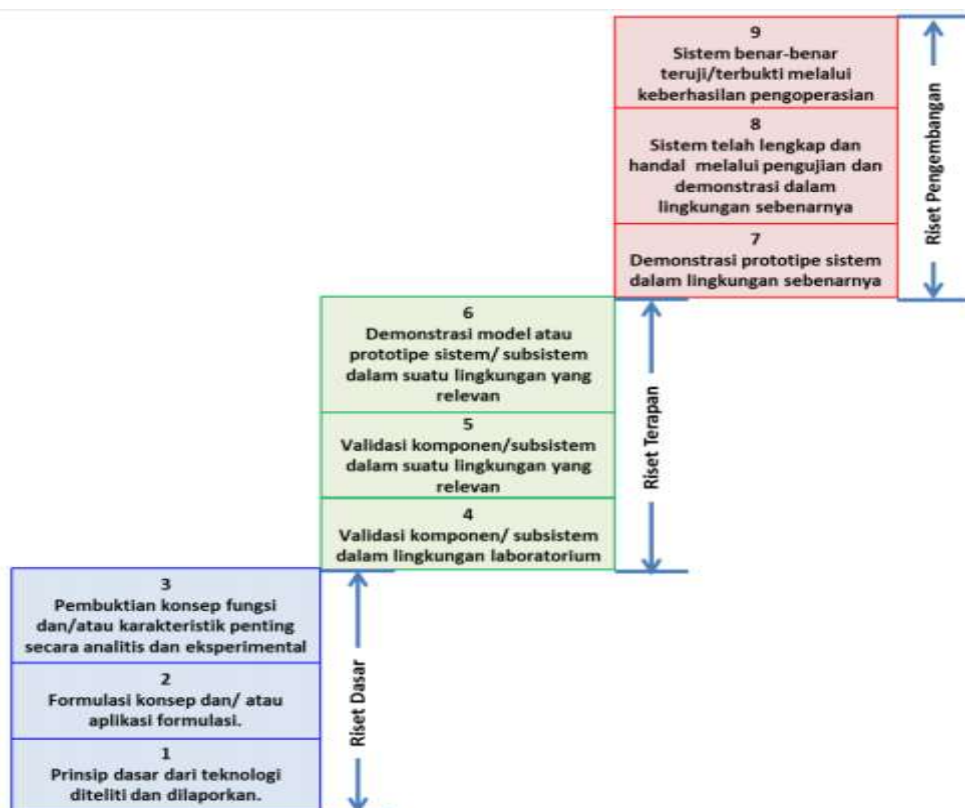 9
Sistem benar-benar
teruji/terbukti melalui
keberhasilan pengoperasian
8
Sistem telah lengkap dan
handal melalui pengujian dan
demonstrasi dalam
lingkungan sebenarnya
7
Demonstrasi prototipe sistem
dalam lingkungan sebenarnya
Riset Pengembangan
6
Demonstrasi model atau
prototipe sistem/ subsistem
dalam suatu lingkungan yang
relevan
5
Validasi komponen/subsistem
dalam suatu lingkungan yang
relevan
4
Validasi komponen/ subsistem
dalam lingkungan laboratorium
Riset Terapan
3
Pembuktian konsep fungsi
dan/atau karakteristik penting
secara analitis dan eksperimental
2
Formulasi konsep dan/ atau
aplikasi formulasi.
1
Prinsip dasar dari teknologi
diteliti dan dilaporkan.
Riset Dasar